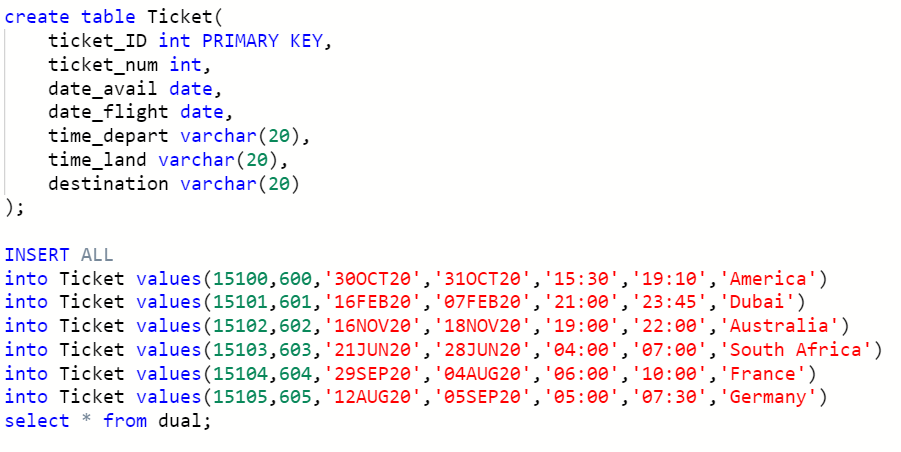 create table Ticket(
ticket_ID int PRIMARY KEY,
ticket_num int,
date_avail date,
date_flight date,
time_depart varchar(20),
time_land varchar(20),
destination varchar(20)
);
INSERT ALL
into Ticket values(15100,600,'30OCT20','31OCT20','15:30','19:10','America')
into Ticket values(15101,601,'16FEB20','07FEB20','21:00','23:45','Dubai')
into Ticket values(15102,602,'16NOV20','18NOV20','19:00','22:00','Australia')
into Ticket values(15103,603,'21JUN20','28JUN20','04:00','07:00','South Africa')
into Ticket values(15104,604,'29SEP20','04AUG20','06:00','10:00','France')
into Ticket values(15105,605,'12AUG20','05SEP20','05:00','07:30','Germany')
select * from dual;